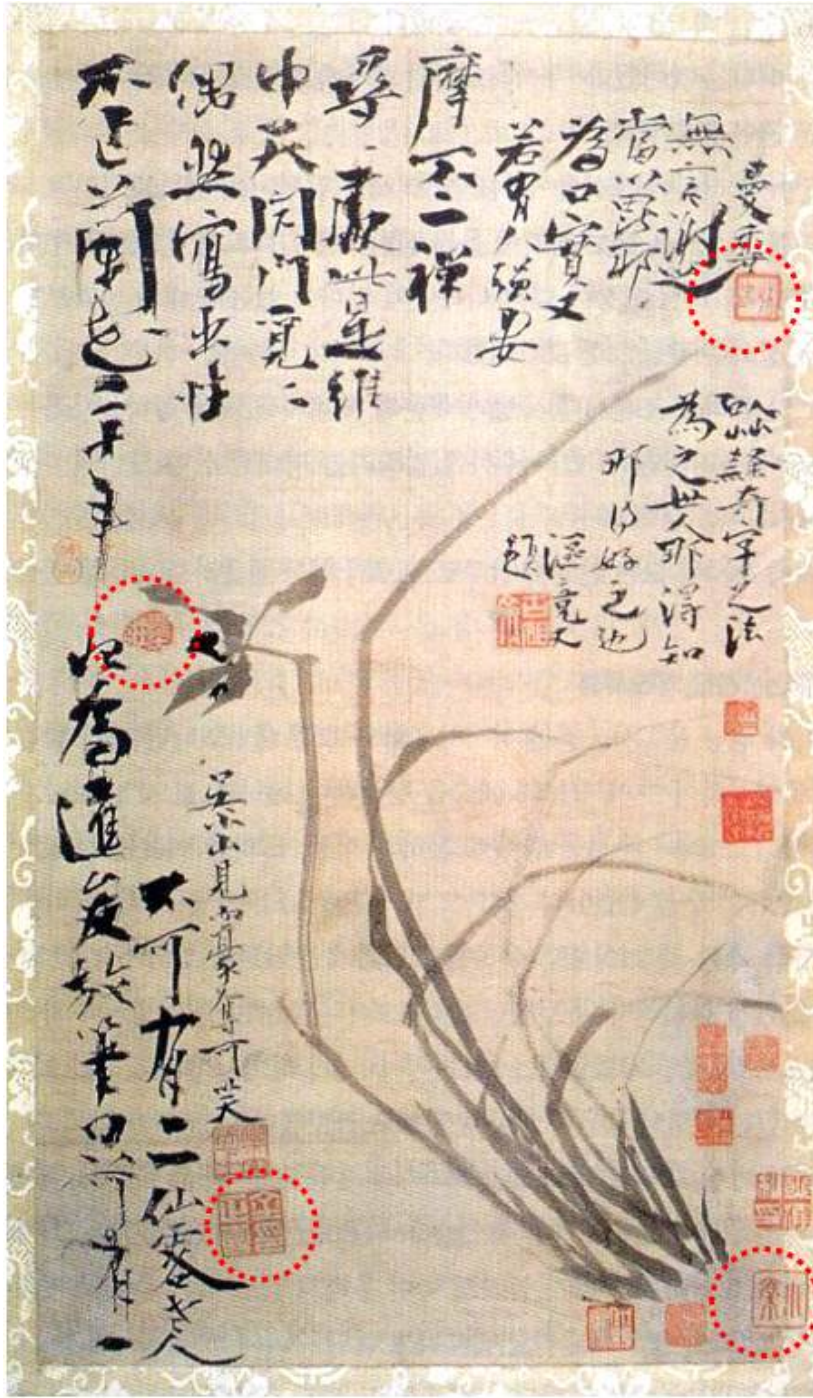 不作蘭花二十年
偶然寫出性
中天閉門覓〻
尋〻處此是維
摩不二禪
若有人强要
爲口實又
當以毘耶
無言謝之
曼香
以草隷奇字之法
爲之世人那得知
那得好之也
漚竟又
題
始爲達俊放筆只可有一
不可有二仙客老人
吳小山見而豪奪可笑